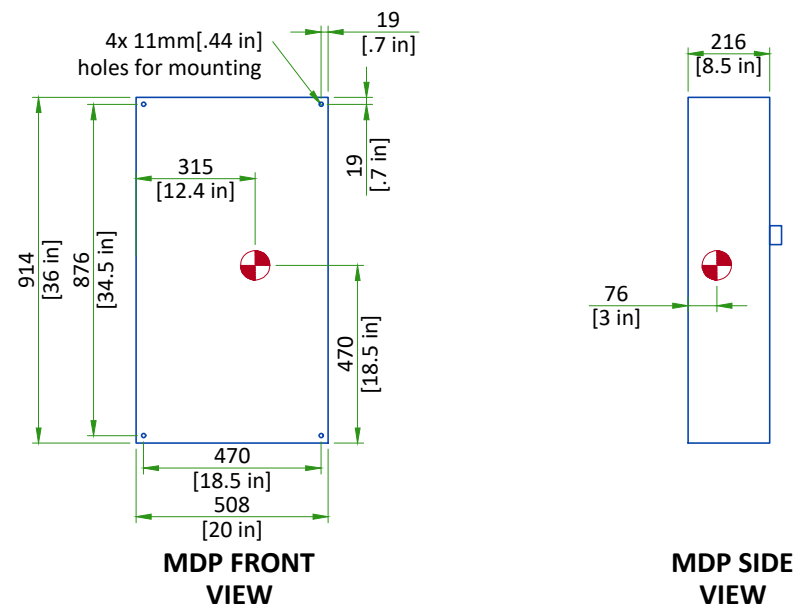 19
[.7 in]
4x 11mm[.44 in]
holes for mounting
216
[8.5 in]
19
[.7 in]
315
[12.4 in]
914
[36 in]
876
[34.5 in]
76
[3 in]
470
[18.5 in]
470
[18.5 in]
508
[20 in]
MDP FRONT
VIEW
MDP SIDE
VIEW